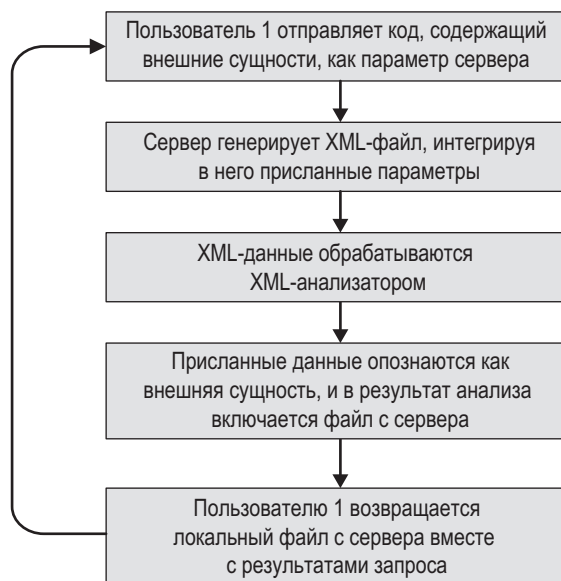 Пользователь 1 отправляет код, содержащий
внешние сущности, как параметр сервера
Сервер генерирует XML-файл, интегрируя
в него присланные параметры
XML-данные обрабатываются
XML-анализатором
Присланные данные опознаются как
внешняя сущность, и в результат анализа
включается файл с сервера
Пользователю 1 возвращается
локальный файл с сервера вместе
с результатами запроса